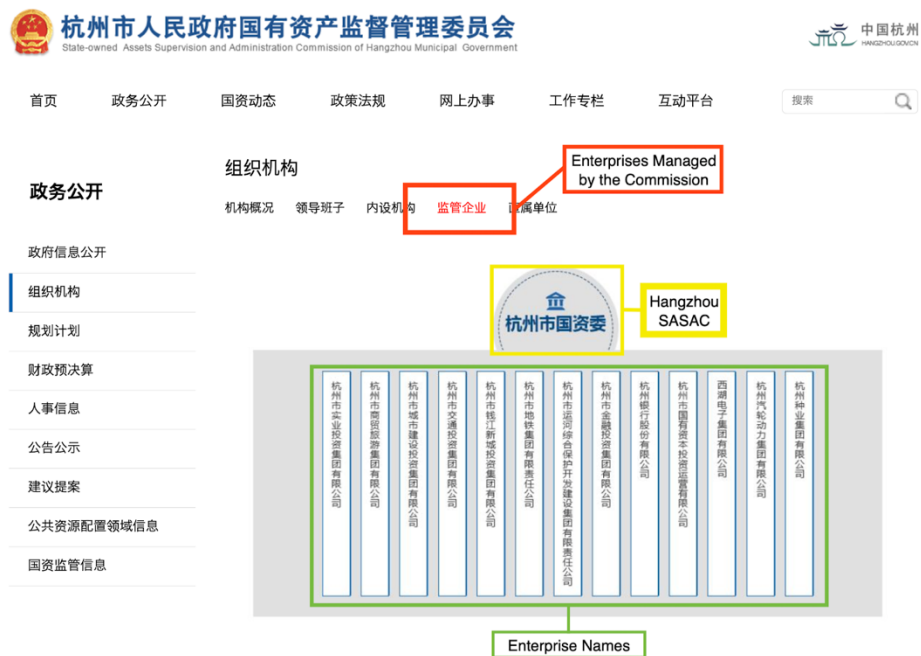 杭州市人民政府国有资产监督管理委员会
State-owned Assets Supervision and Administration Commission of Hangzhou Municipal Government
中国杭州
HANGZHOU.GOV.CN
首页 政务公开 国资动态 政策法规 网上办事 工作专栏 互动平台 搜索
政务公开
政府信息公开
组织机构
规划计划
财政预决算
人事信息
公告公示
建议提案
公共资源配置领域信息
国资监管信息
组织机构
Enterprises Managed
by the Commission
机构概况 领导班子 内设机构 监管企业 直属单位
杭州市国资委
Hangzhou
SASAC
杭州市实业投资集团有限公司
杭州市商贸旅游集团有限公司
杭州市城市建设投资集团有限公司
杭州市交通投资集团有限公司
杭州市钱江新城投资集团有限公司
杭州市地铁集团有限责任公司
杭州市运河综合保护开发建设集团有限责任公司
杭州市金融投资集团有限公司
杭州银行股份有限公司
杭州市国有资本投资运营有限公司
西湖电子集团有限公司
杭州汽轮动力集团有限公司
杭州种业集团有限公司
Enterprise Names